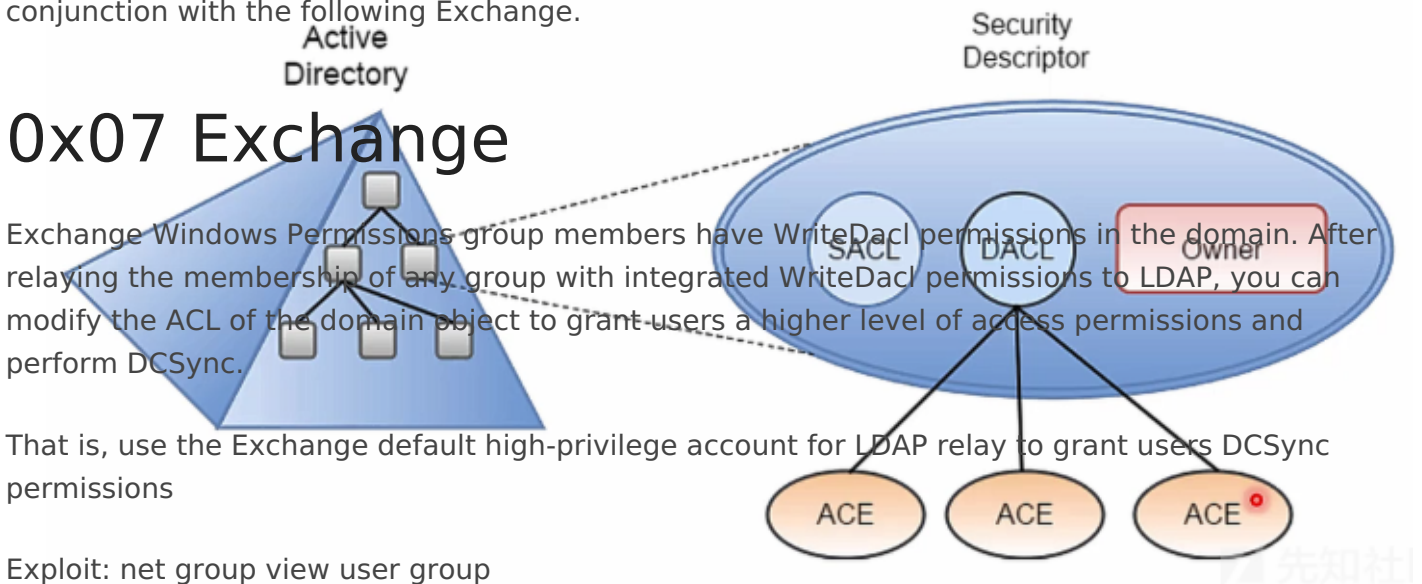 conjunction with the following Exchange.
Active
Directory
Security
Descriptor
0x07 Exchange
Exchange Windows Permissions group members have WriteDacl permissions in the domain. After
relaying the membership of any group with integrated WriteDacl permissions to LDAP, you can
modify the ACL of the domain object to grant users a higher level of access permissions and
perform DCSync.
SACL
DACL
Owner
That is, use the Exchange default high-privilege account for LDAP relay to grant users DCSync
permissions
ACE
ACE
ACE
Exploit: net group view user group
先知社